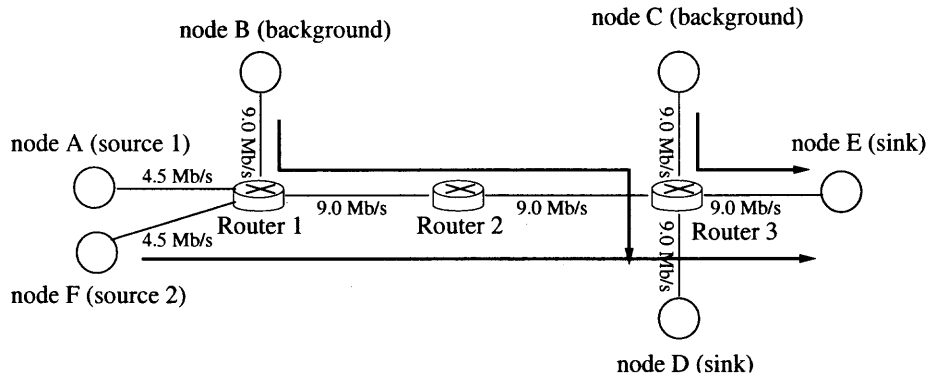 node B (background)
node C (background)
9.0 Mb/s
9.0 Mb/s
node A (source 1)
node E (sink)
4.5 Mb/s
9.0 Mb/s
9.0 Mb/s
9.0 Mb/s
Router 1
Router 2
Router 3
4.5 Mb/s
9.0 Mb/s
node F (source 2)
node D (sink)